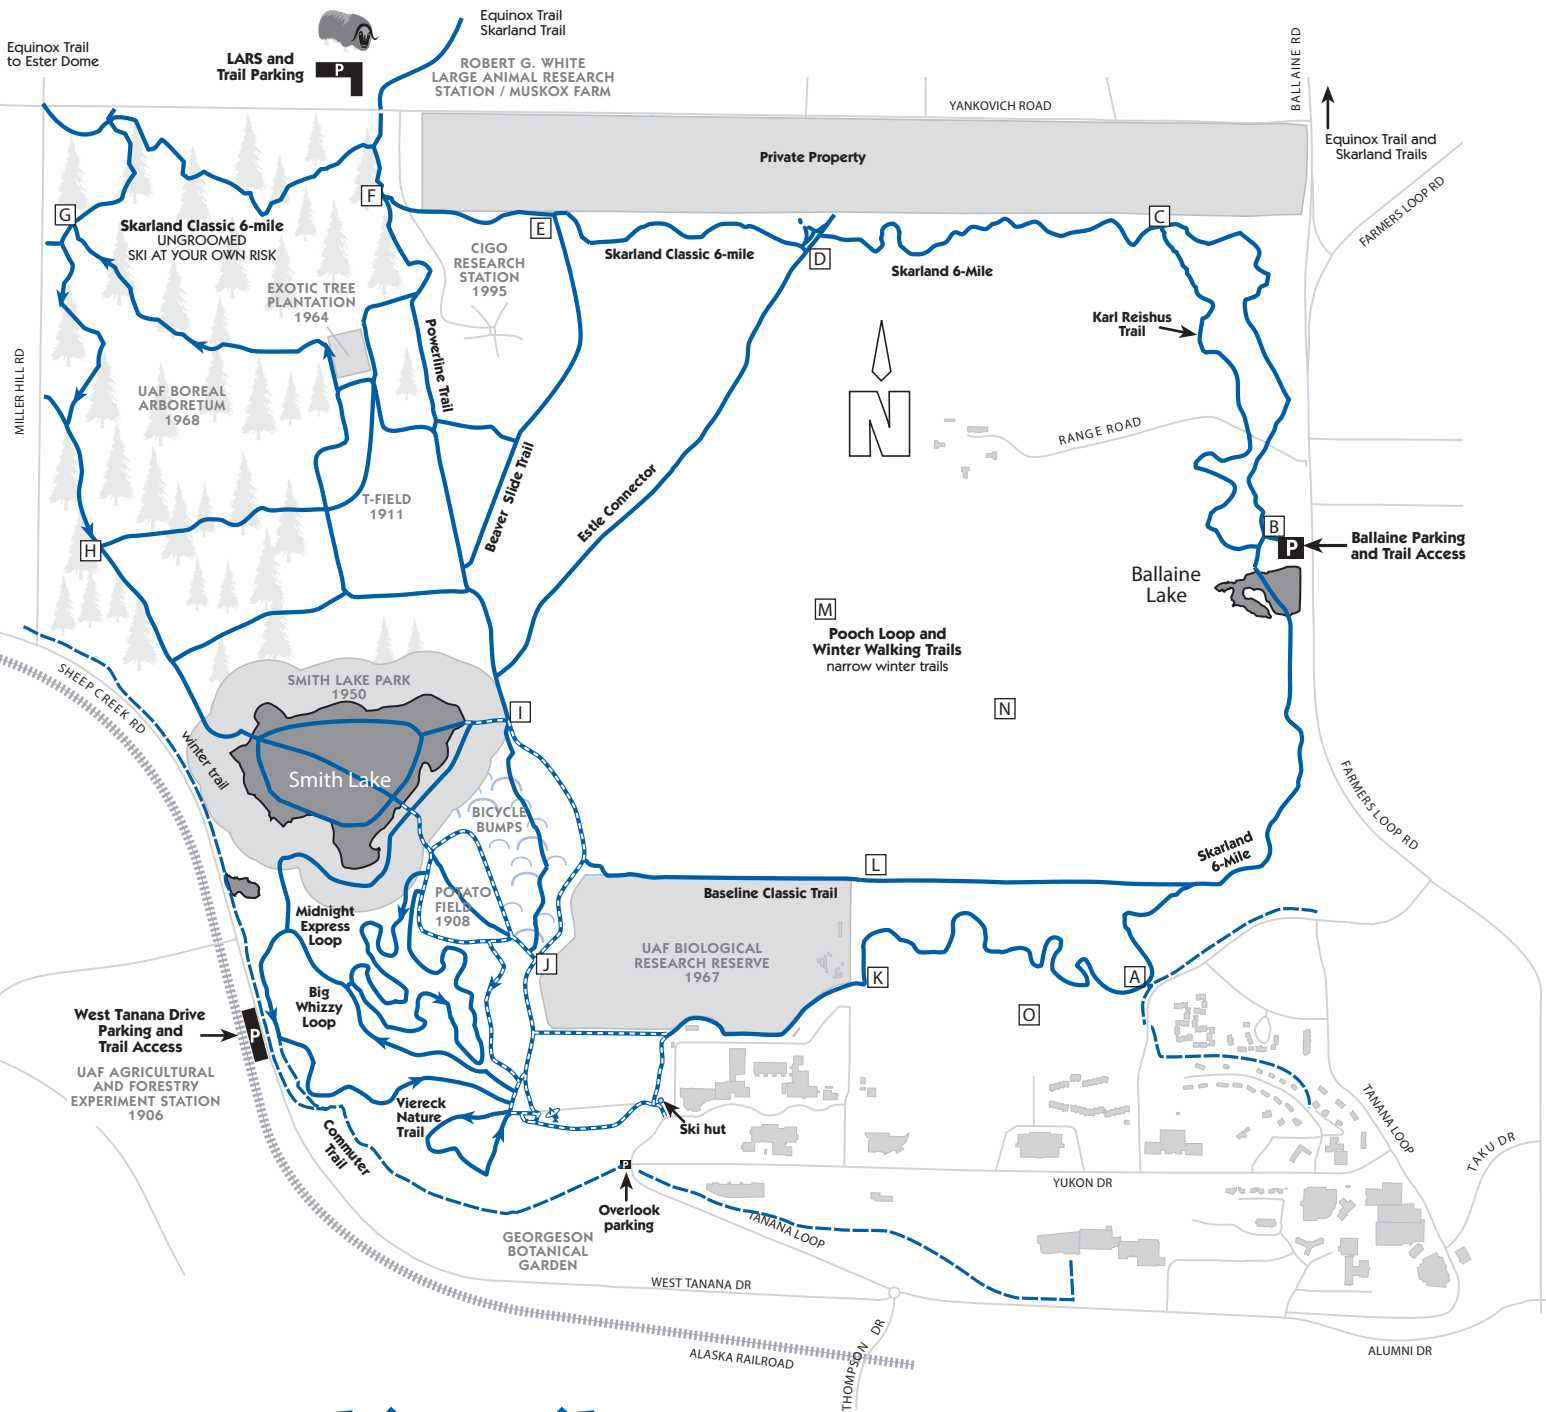 Equinox Trail
Skarland Trail
Equinox Trail
to Ester Dome
LARS and
Trail Parking
P
ROBERT G. WHITE
LARGE ANIMAL RESEARCH
STATION / MUSKOX FARM
YANKOVICH ROAD
BALLAINE RD
Equinox Trail and
Skarland Trails
FARMERS LOOP RD
Private Property
F
G
E
C
D
Skarland Classic 6-mile
UNGROOMED
SKI AT YOUR OWN RISK
CIGO
RESEARCH
STATION
1995
Skarland Classic 6-mile
Skarland 6-Mile
EXOTIC TREE
PLANTATION
1964
Karl Reishus
Trail
Powerline Trail
MILLER HILL RD
UAF BOREAL
ARBORETUM
1968
N
RANGE ROAD
T-FIELD
1911
Beaver Slide Trail
Estle Connector
H
B
P
Ballaine Parking
and Trail Access
Ballaine
Lake
M
Pooch Loop and
Winter Walking Trails
narrow winter trails
SHEEP CREEK RD
SMITH LAKE PARK
1950
I
N
winter trail
Smith Lake
BICYCLE
BUMPS
FARMERS LOOP RD
Skarland
6-Mile
L
Baseline Classic Trail
POTATO
FIELD
1908
Midnight
Express
Loop
UAF BIOLOGICAL
RESEARCH RESERVE
1967
J
K
A
Big
Whizzy
Loop
O
West Tanana Drive
Parking and
Trail Access
P
UAF AGRICULTURAL
AND FORESTRY
EXPERIMENT STATION
1906
Viereck
Nature
Trail
Commuter
Trail
Ski hut
TANANA LOOP
TAKU DR
P
YUKON DR
Overlook
parking
TANANA LOOP
GEORGESON
BOTANICAL
GARDEN
WEST TANANA DR
THOMPSON DR
ALASKA RAILROAD
ALUMNI DR